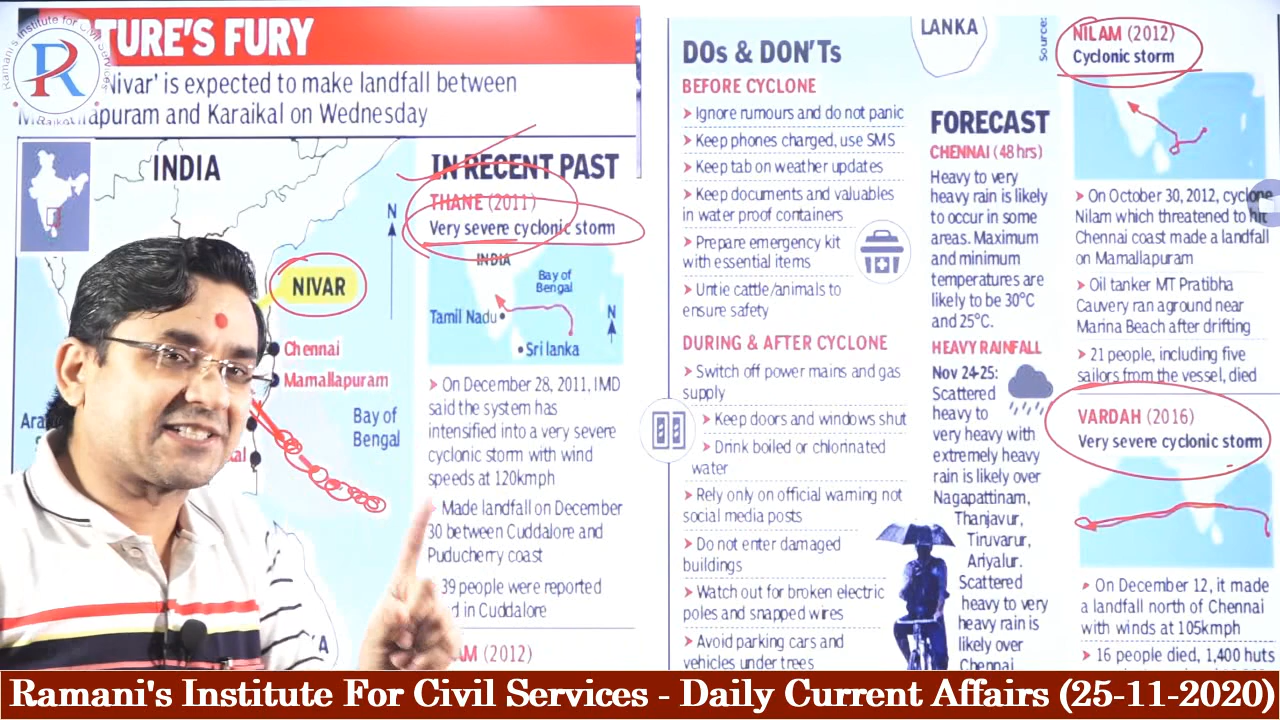 Ramani's Institute for Civil Services
R
Rajkot
TURE'S FURY
Nivar' is expected to make landfall between
apuram and Karaikal on Wednesday
INDIA
N
NIVAR
Chennai
Mamallapuram
Bay of
Bengal
Ara
al
A
IN RECENT PAST
THANE (2011)
Very severe cyclonic storm
INDIA
Bay of
Bengal
Tamil Nadu
N
Sri lanka
➤ On December 28, 2011, IMD
said the system has
intensified into a very severe
cyclonic storm with wind
speeds at 120kmph
Made landfall on December
30 between Cuddalore and
Puducherry coast
39 people were reported
d in Cuddalore
AM (2012)
DOs & DON'Ts
BEFORE CYCLONE
➤ Ignore rumours and do not panic
➤ Keep phones charged, use SMS
➤ Keep tab on weather updates
➤ Keep documents and valuables
in water proof containers
➤ Prepare emergency kit
with essential items
➤ Untie cattle/animals to
ensure safety
DURING & AFTER CYCLONE
➤ Switch off power mains and gas
supply
➤ Keep doors and windows shut
➤ Drink boiled or chlorinated
water
➤ Rely only on official warning not
social media posts
➤ Do not enter damaged
buildings
➤ Watch out for broken electric
poles and snapped wires
➤ Avoid parking cars and
vehicles under trees
LANKA
Source:
FORECAST
CHENNAI (48 hrs)
Heavy to very
heavy rain is likely
to occur in some
areas. Maximum
and minimum
temperatures are
likely to be 30°C
and 25°C.
HEAVY RAINFALL
Nov 24-25:
Scattered
heavy to
very heavy with
extremely heavy
rain is likely over
Nagapattinam,
Thanjavur,
Tiruvarur,
Ariyalur.
Scattered
heavy to very
heavy rain is
likely over
Chennai
NILAM (2012)
Cyclonic storm
➤ On October 30, 2012, cyclone
Nilam which threatened to hit
Chennai coast made a landfall
on Mamallapuram
➤ Oil tanker MT Pratibha
Cauvery ran aground near
Marina Beach after drifting
➤ 21 people, including five
sailors from the vessel, died
VARDAH (2016)
Very severe cyclonic storm
➤ On December 12, it made
a landfall north of Chennai
with winds at 105kmph
➤ 16 people died, 1,400 huts
Ramani's Institute For Civil Services - Daily Current Affairs (25-11-2020)